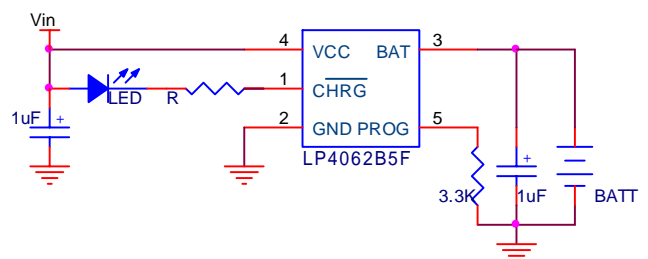 Vin
4 VCC BAT 3
LED R 1 CHRG
1uF +
2 GND PROG 5
LP4062B5F
3.3K + 1uF BATT